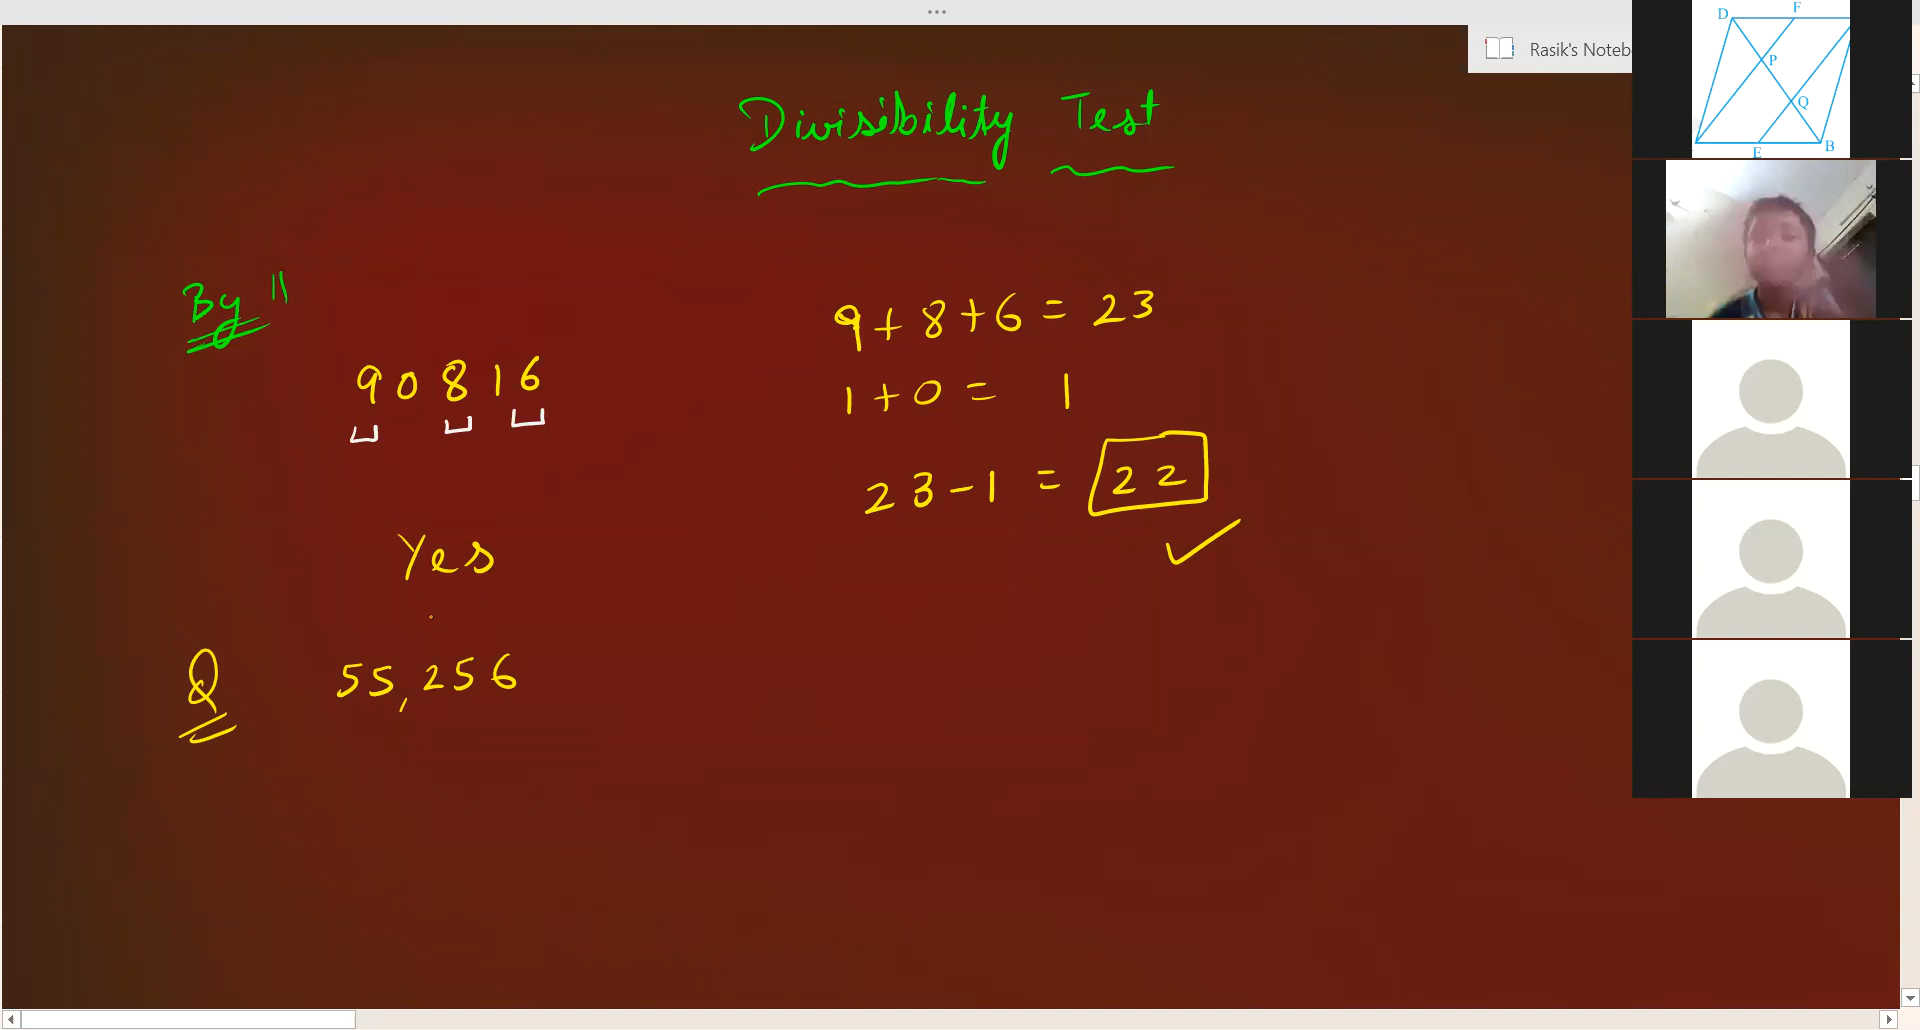 Rasik's Noteb
Divisibility Test
By 11
90816
9+8+6 = 23
1+0 = 1
23-1 = 22
Yes
Q 55,256
D F
P
Q
E B